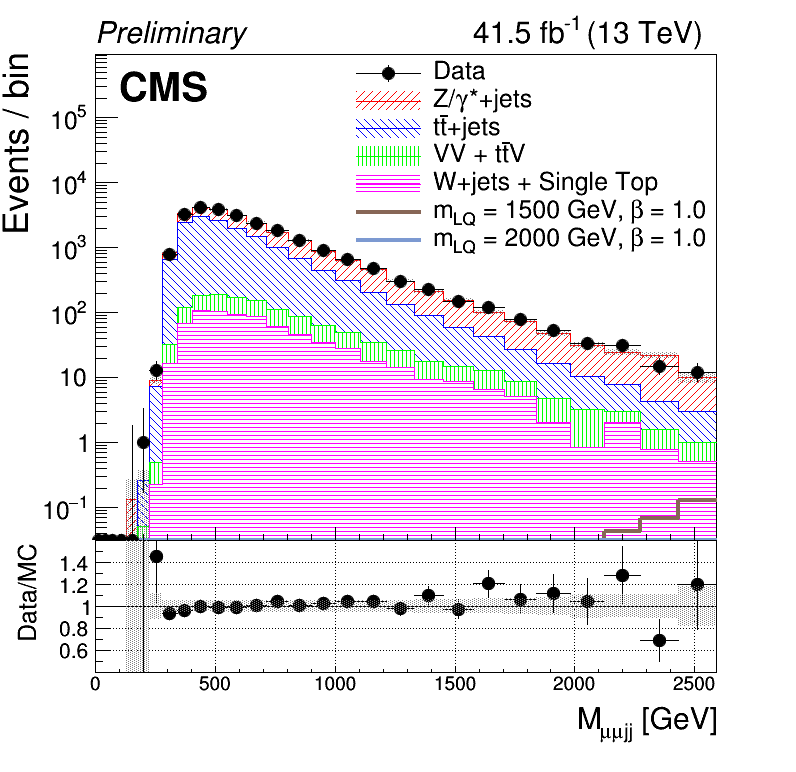 Preliminary 41.5 fb⁻¹ (13 TeV)
CMS
Data
Z/γ*+jets
tt̄+jets
VV + tt̄V
W+jets + Single Top
m_LQ = 1500 GeV, β = 1.0
m_LQ = 2000 GeV, β = 1.0
Events / bin
10⁵
10⁴
10³
10²
10
1
10⁻¹
Data/MC
1.4
1.2
1
0.8
0.6
0 500 1000 1500 2000 2500
M_μμjj [GeV]